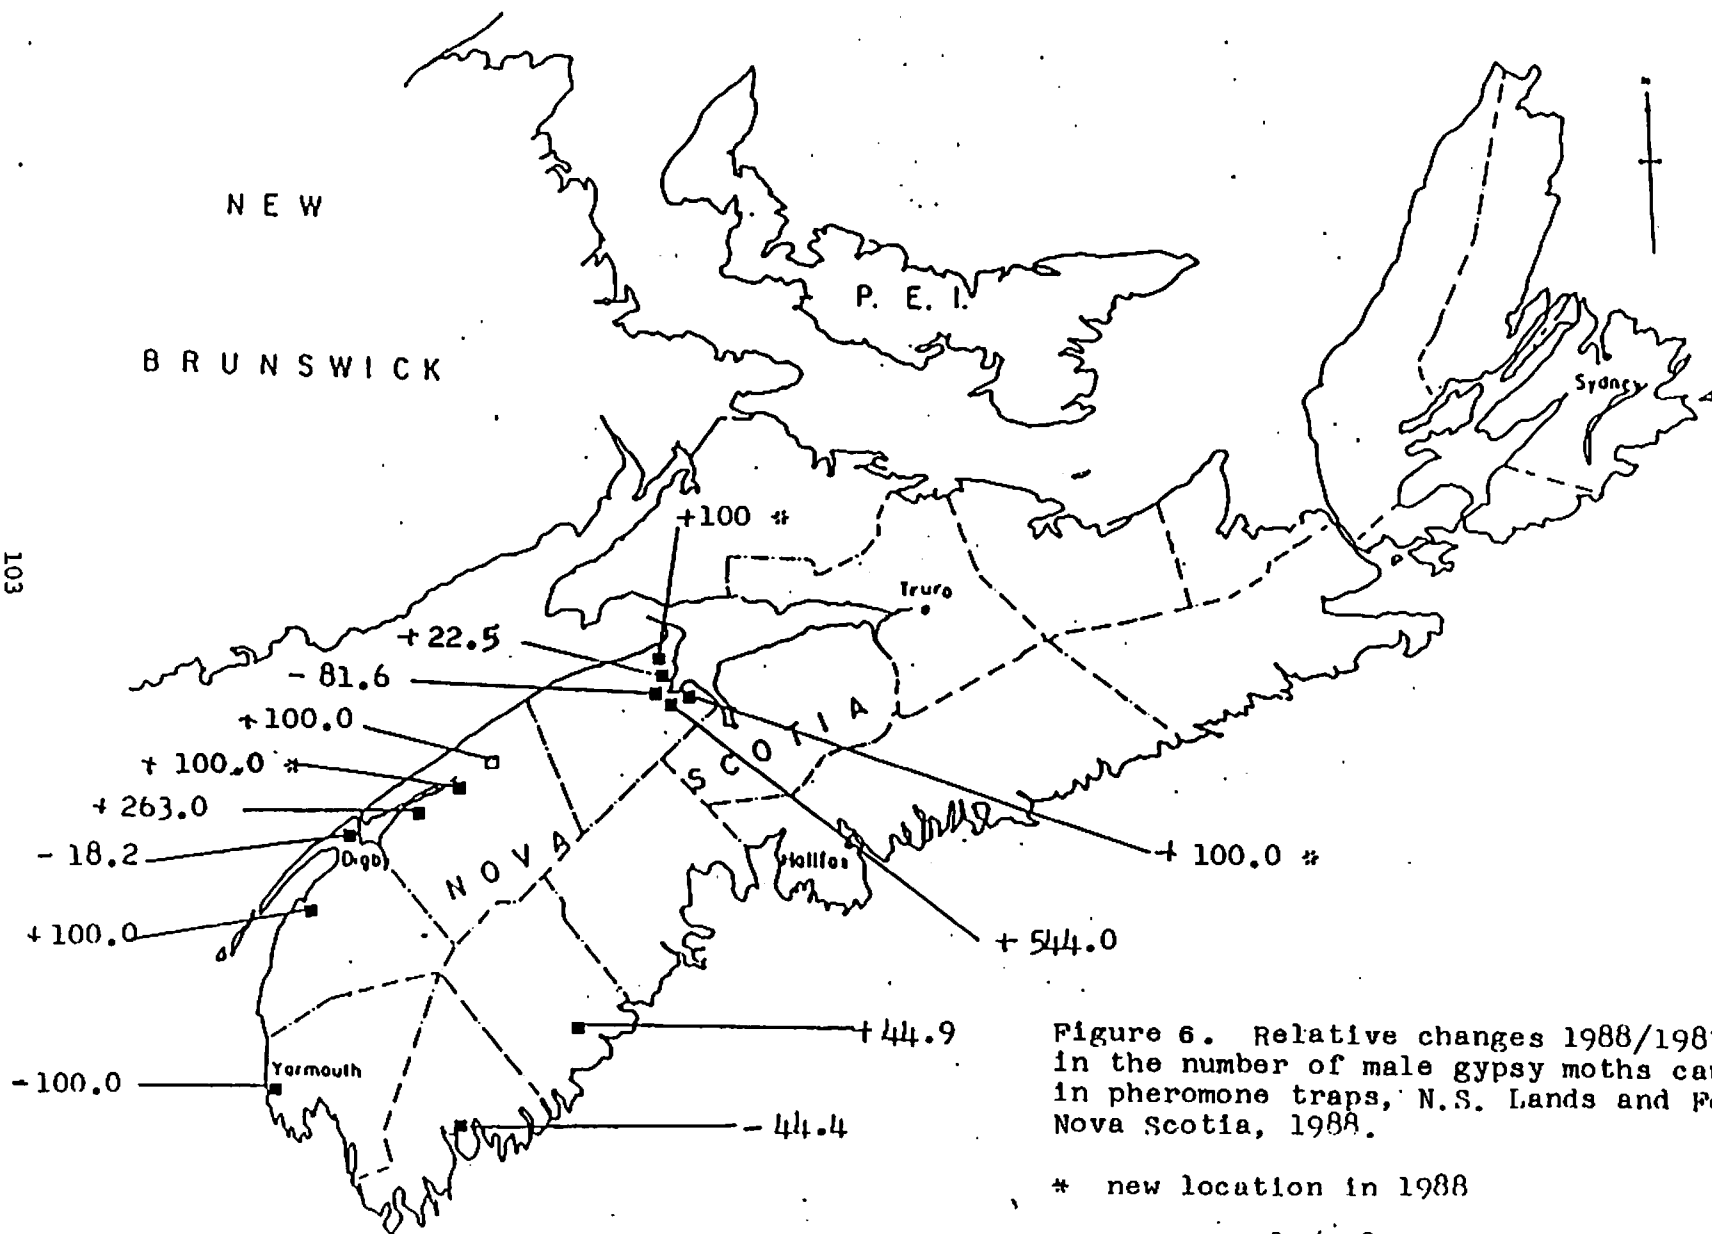 NEW
BRUNSWICK
P. E. I.
Sydney
103
+100 *
Truro
+22.5
- 81.6
+100.0
+ 100.0 *
+ 263.0
- 18.2
Digby
NOVA SCOTIA
Halifax
+ 100.0 *
+ 100.0
+ 544.0
+44.9
Yarmouth
-100.0
- 44.4
Figure 6. Relative changes 1988/198
in the number of male gypsy moths
in pheromone traps, N.S. Lands and
Nova Scotia, 1988.
* new location in 1988